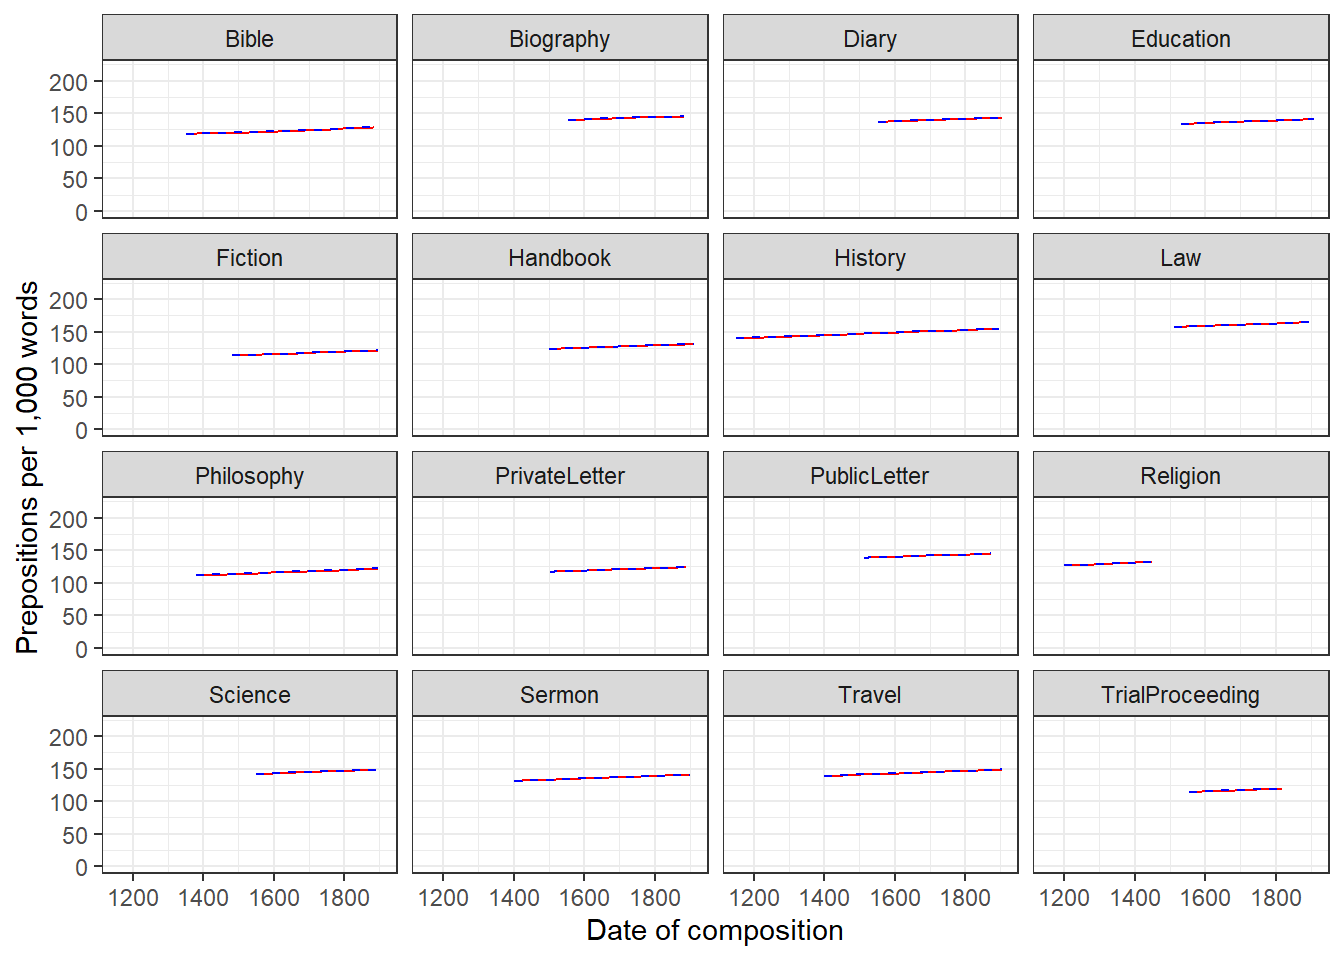 Bible Biography Diary Education
200
150
100
50
0
Fiction Handbook History Law
200
150
100
50
0
Philosophy PrivateLetter PublicLetter Religion
200
150
100
50
0
Science Sermon Travel TrialProceeding
200
150
100
50
0
1200 1400 1600 1800 1200 1400 1600 1800 1200 1400 1600 1800 1200 1400 1600 1800
Date of composition
Prepositions per 1,000 words